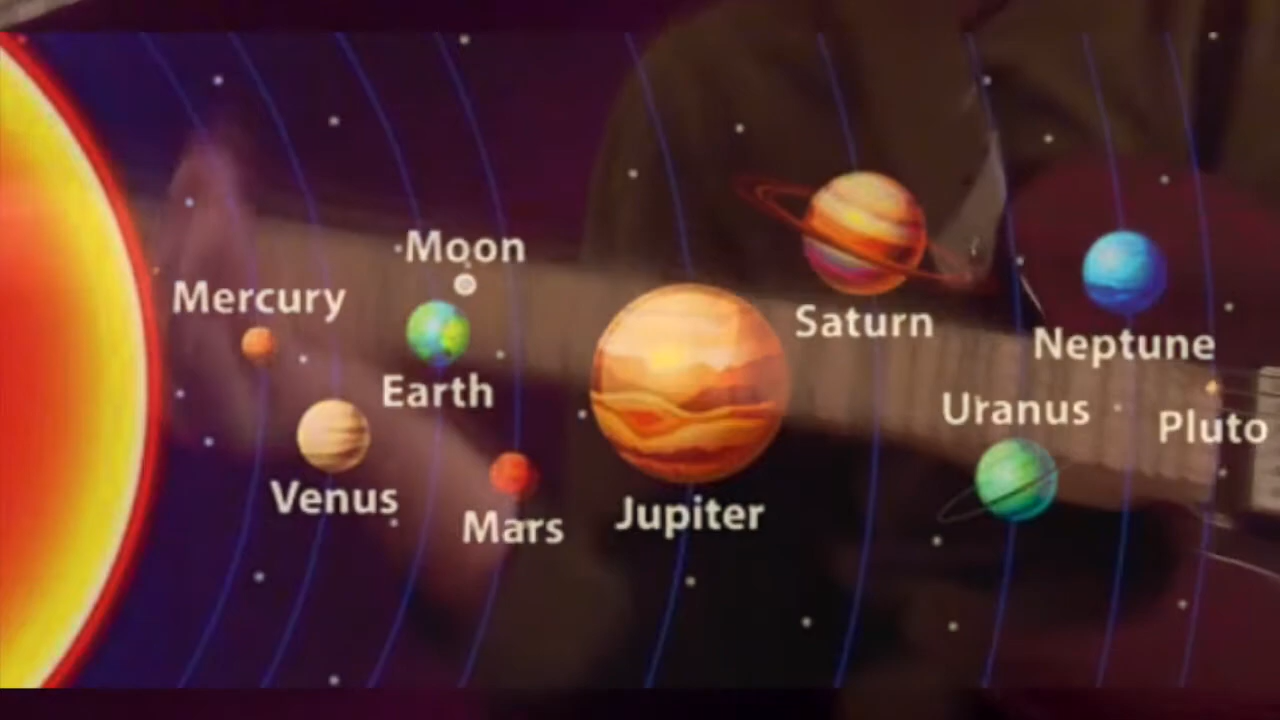 Moon
Mercury
Earth
Venus
Mars
Jupiter
Saturn
Uranus
Neptune
Pluto